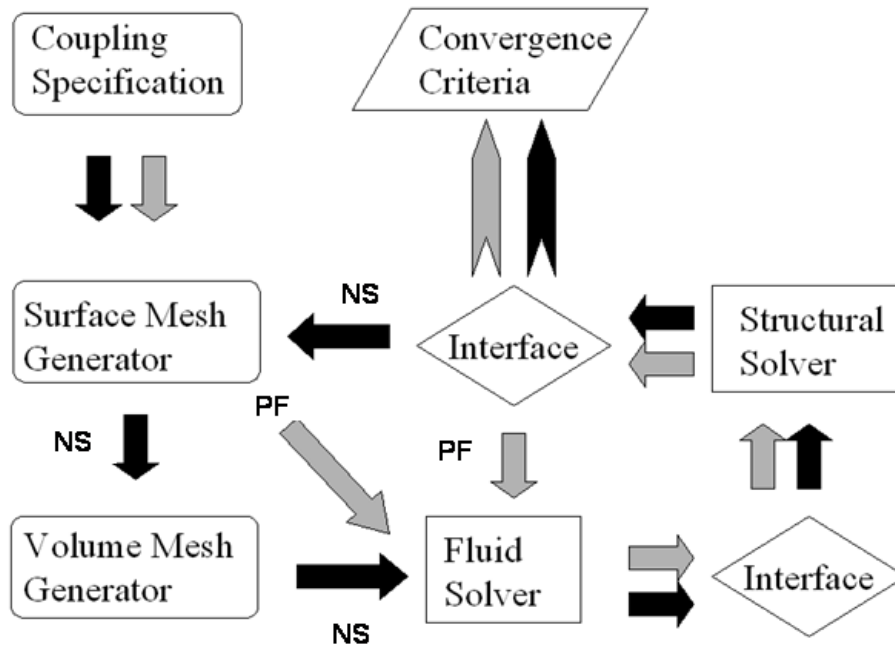 Coupling
Specification
Convergence
Criteria
NS
Surface Mesh
Generator
Interface
Structural
Solver
PF
NS
PF
Volume Mesh
Generator
Fluid
Solver
Interface
NS